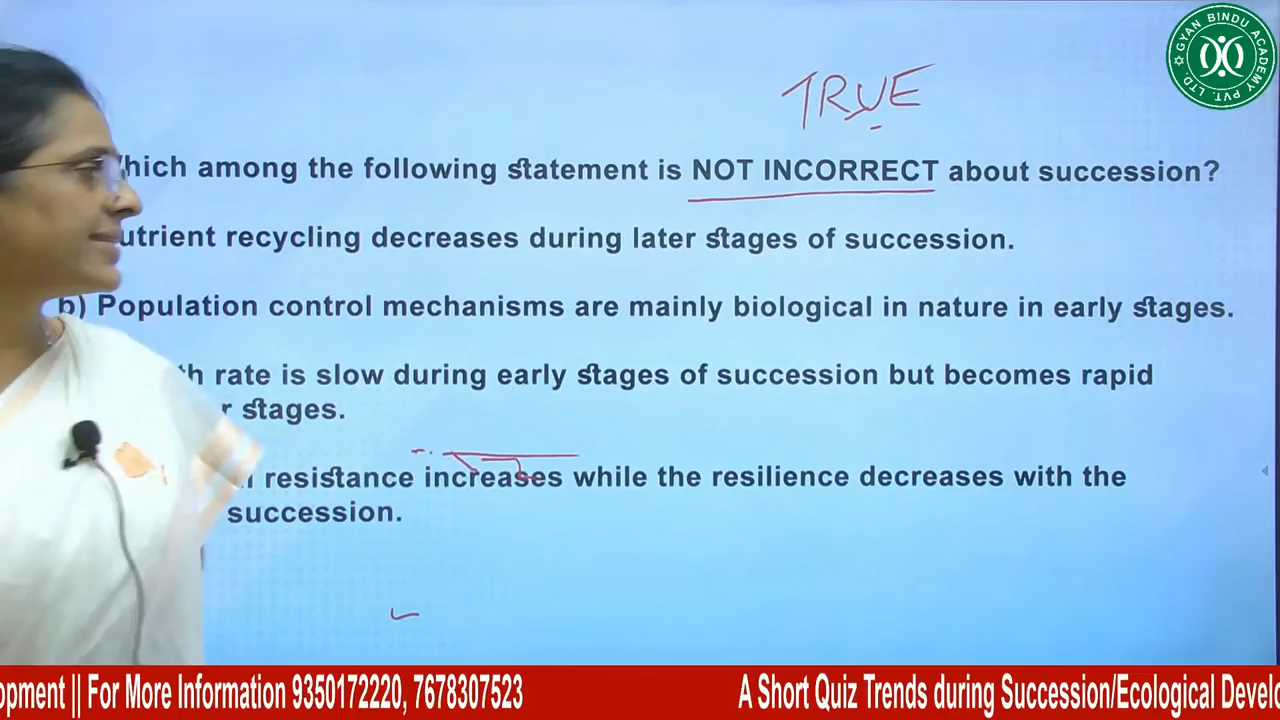 GYAN BINDU ACADEMY PVT. LTD.
TRUE
hich among the following statement is NOT INCORRECT about succession?
utrient recycling decreases during later stages of succession.
b) Population control mechanisms are mainly biological in nature in early stages.
th rate is slow during early stages of succession but becomes rapid
r stages.
resistance increases while the resilience decreases with the
succession.
opment || For More Information 9350172220, 7678307523 A Short Quiz Trends during Succession/Ecological Develo